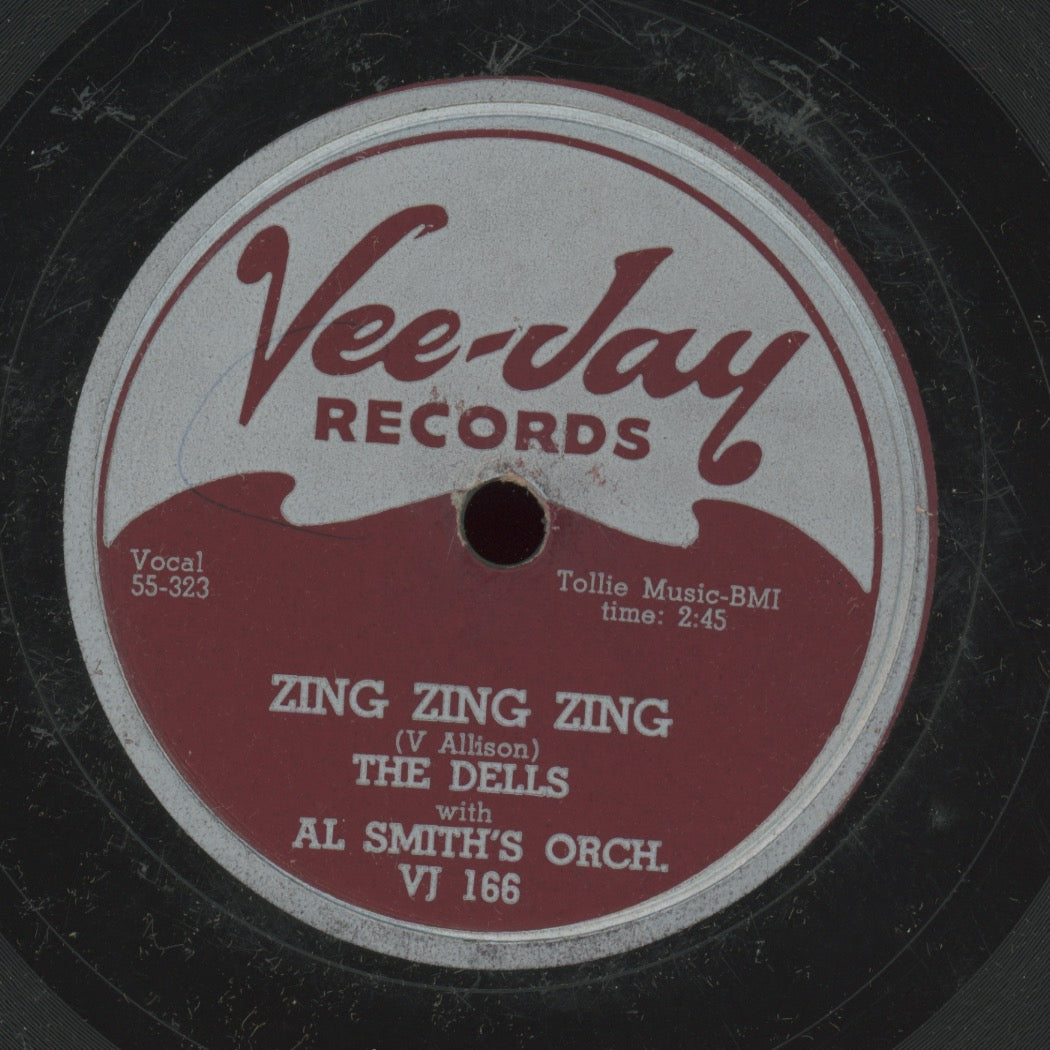 Vee-Jay
RECORDS
Vocal
55-323
Tollie Music-BMI
time: 2:45
ZING ZING ZING
(V Allison)
THE DELLS
with
AL SMITH'S ORCH.
VJ 166